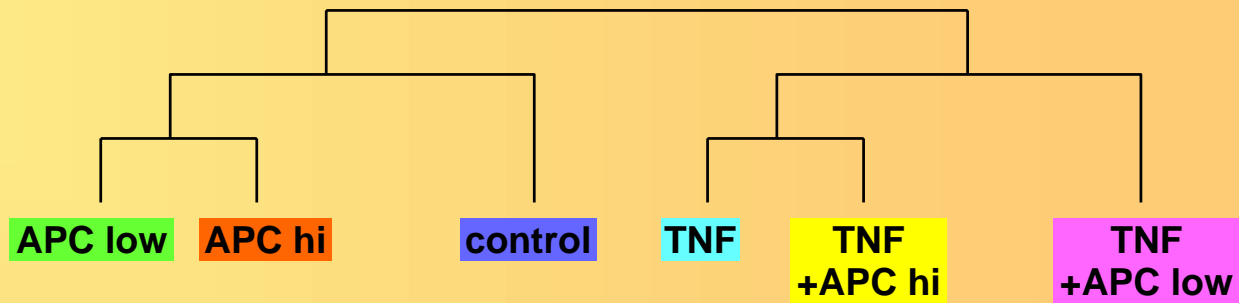 APC low
APC hi
control
TNF
TNF
+APC hi
TNF
+APC low